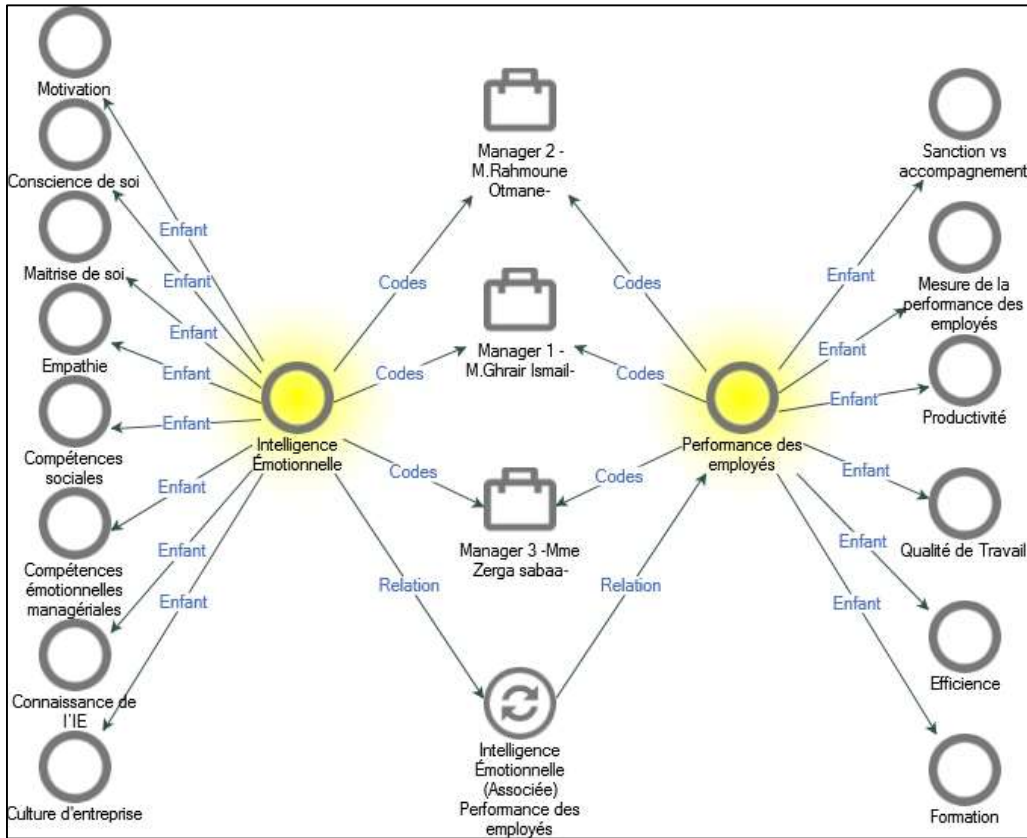 Motivation
Conscience de soi
Maitrise de soi
Empathie
Compétences
sociales
Compétences
émotionnelles
managériales
Connaissance de
l'IE
Culture d'entreprise
Enfant
Enfant
Enfant
Enfant
Enfant
Enfant
Enfant
Enfant
Intelligence
Émotionnelle
Codes
Codes
Codes
Relation
Manager 2 -
M.Rahmoune
Otmane-
Manager 1 -
M.Ghrair Ismail-
Manager 3 -Mme
Zerga sabaa-
Intelligence
Émotionnelle
(Associée)
Performance des
employés
Codes
Codes
Codes
Relation
Performance des
employés
Enfant
Enfant
Enfant
Enfant
Enfant
Enfant
Sanction vs
accompagnement
Mesure de la
performance des
employés
Productivité
Qualité de Travail
Efficience
Formation